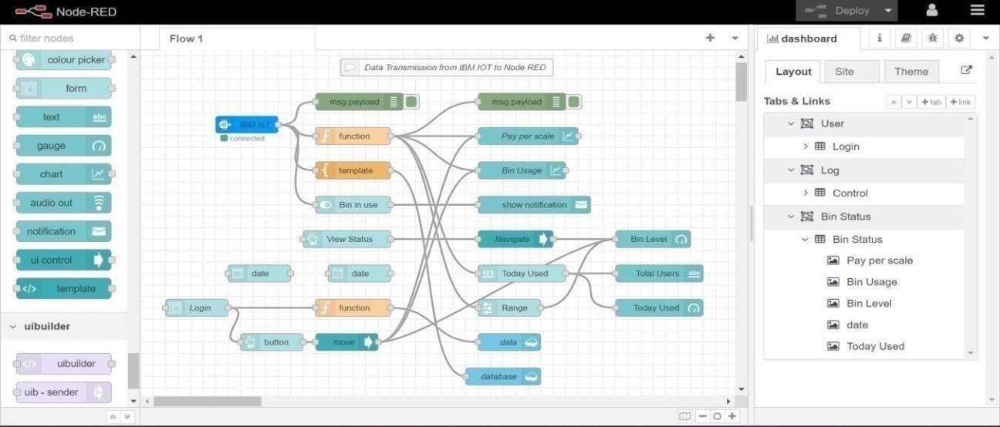 Node-RED
Deploy
filter nodes
colour picker
form
text
abc
gauge
chart
audio out
notification
ui control
</> template
uibuilder
</> uibuilder
uib - sender
Flow 1
Data Transmission from IBM IOT to Node RED
msg.payload
msg.payload
IBM IoT
connected
f function
Pay per scale
{ template
Bin Usage
Bin in use
show notification
View Status
Navigate
Bin Level
date
date
123 Today Used
Total Users abc
Login
f function
Range
Today Used
button
move
data
database
dashboard
i
Layout
Site
Theme
Tabs & Links
+ tab
+ link
User
Login
Log
Control
Bin Status
Bin Status
Pay per scale
Bin Usage
Bin Level
date
Today Used